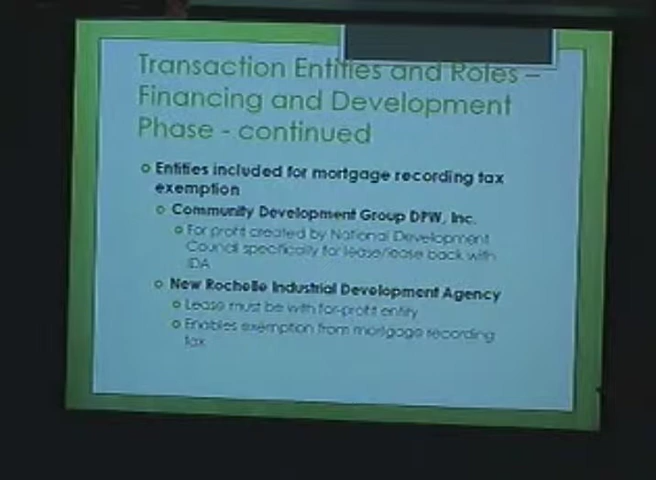 Transaction Entities and Roles –
Financing and Development
Phase - continued
Entities included for mortgage recording tax
exemption
Community Development Group DPW, Inc.
For profit created by National Development
Council specifically for lease/lease back with
IDA
New Rochelle Industrial Development Agency
Lease must be with for-profit entity
Enables exemption from mortgage recording
tax